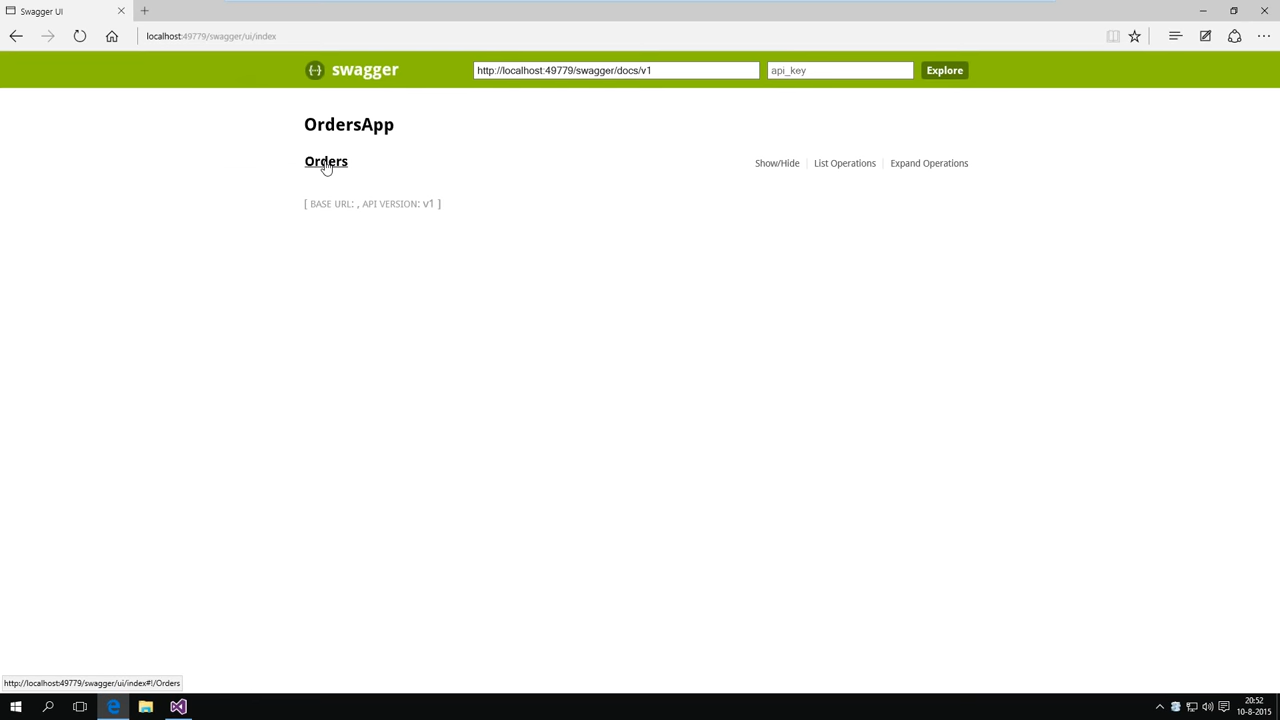 Swagger UI
localhost:49779/swagger/ui/index
swagger
http://localhost:49779/swagger/docs/v1
api_key
Explore
OrdersApp
Orders
Show/Hide
List Operations
Expand Operations
[ BASE URL: , API VERSION: v1 ]
http://localhost:49779/swagger/ui/index#!/Orders
20:52
10-8-2015